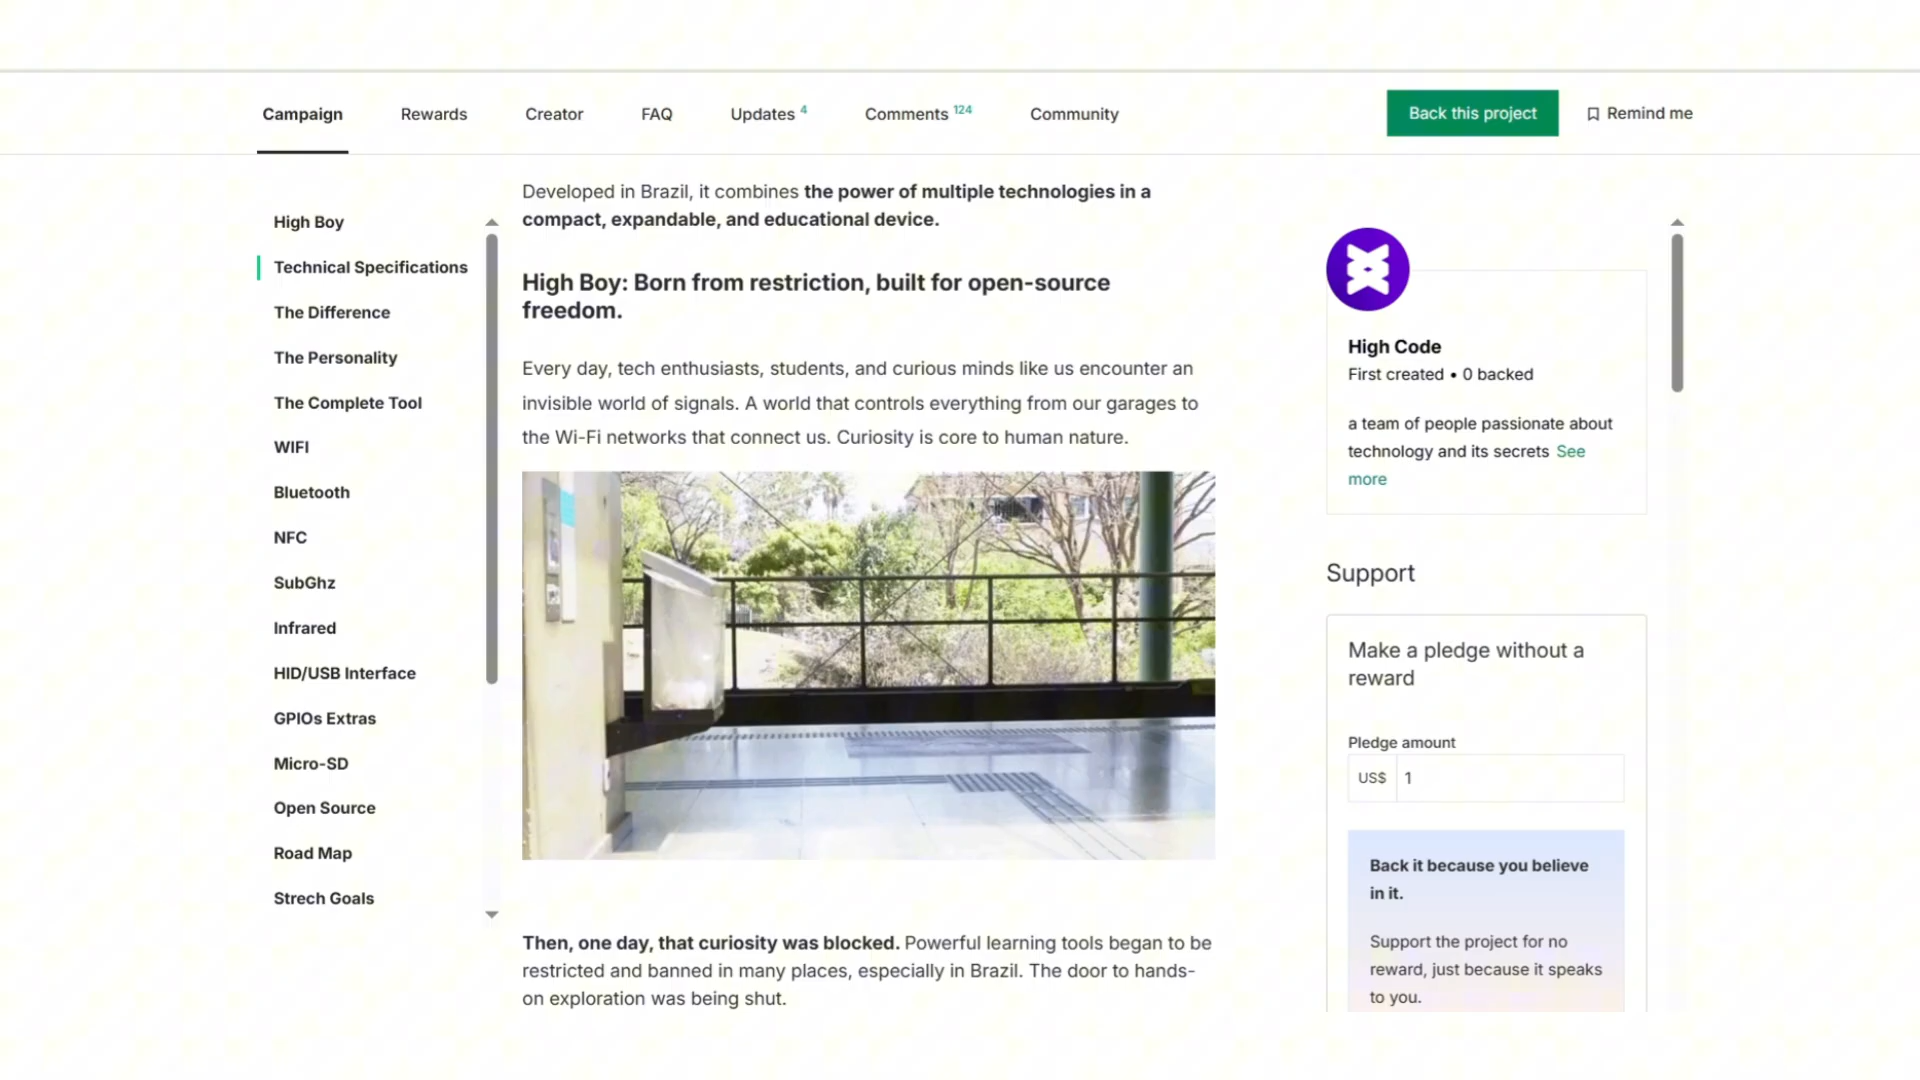 Campaign
Rewards
Creator
FAQ
Updates 4
Comments 124
Community
Back this project
Remind me
High Boy
Technical Specifications
The Difference
The Personality
The Complete Tool
WIFI
Bluetooth
NFC
SubGhz
Infrared
HID/USB Interface
GPIOs Extras
Micro-SD
Open Source
Road Map
Strech Goals
Developed in Brazil, it combines the power of multiple technologies in a
compact, expandable, and educational device.
High Boy: Born from restriction, built for open-source
freedom.
Every day, tech enthusiasts, students, and curious minds like us encounter an
invisible world of signals. A world that controls everything from our garages to
the Wi-Fi networks that connect us. Curiosity is core to human nature.
Then, one day, that curiosity was blocked. Powerful learning tools began to be
restricted and banned in many places, especially in Brazil. The door to hands-
on exploration was being shut.
High Code
First created • 0 backed
a team of people passionate about
technology and its secrets See
more
Support
Make a pledge without a
reward
Pledge amount
US$ 1
Back it because you believe
in it.
Support the project for no
reward, just because it speaks
to you.